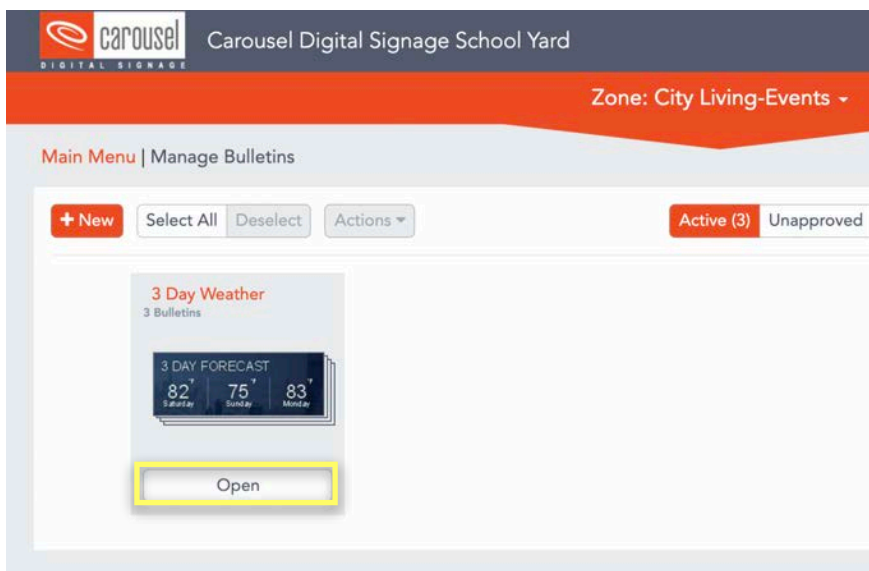 carousel
DIGITAL SIGNAGE
Carousel Digital Signage School Yard
Zone: City Living-Events
Main Menu | Manage Bulletins
+ New Select All Deselect Actions Active (3) Unapproved
3 Day Weather
3 Bulletins
3 DAY FORECAST
82°F 75°F 83°F
Saturday Sunday Monday
Open